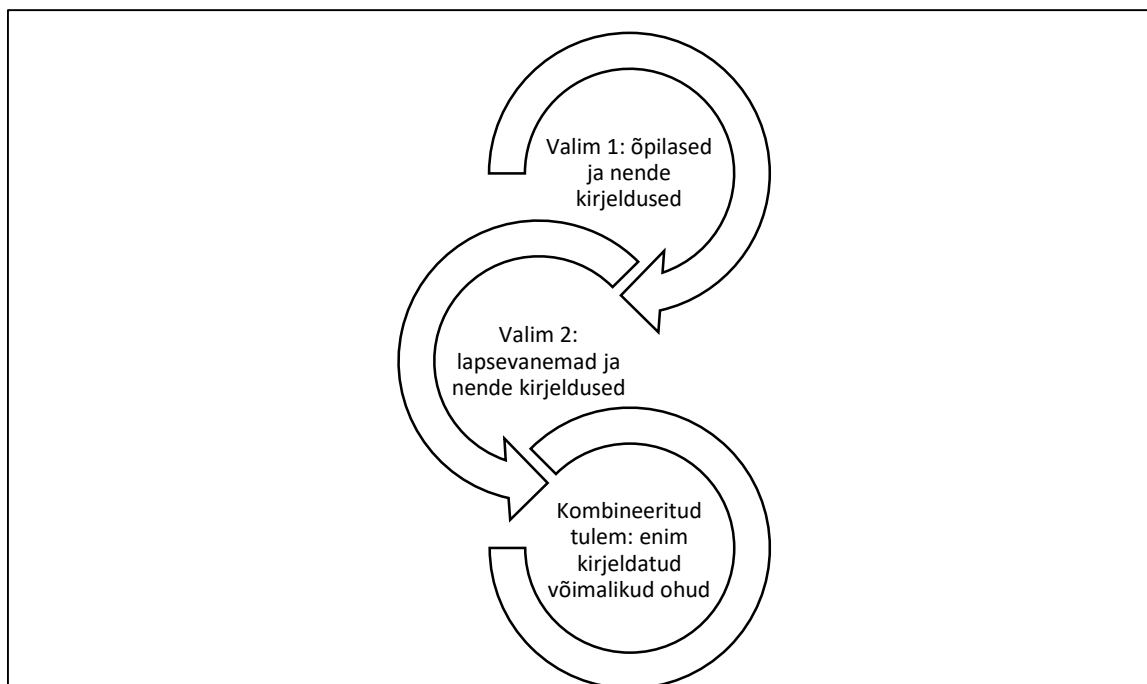 Valim 1: õpilased
ja nende
kirjeldused
Valim 2:
lapsevanemad ja
nende kirjeldused
Kombineeritud
tulem: enim
kirjeldatud
võimalikud ohud